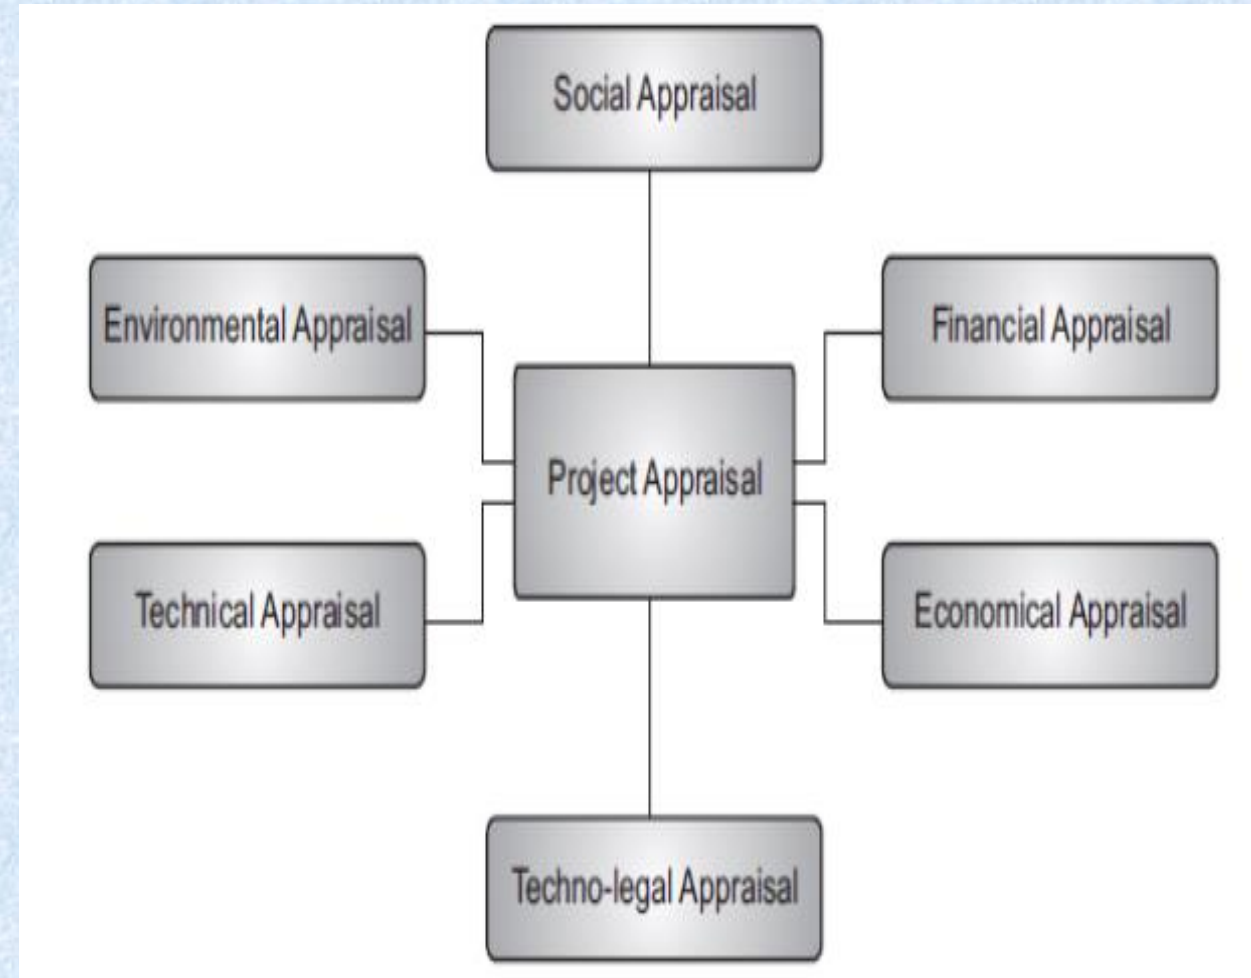 Social Appraisal
Environmental Appraisal
Financial Appraisal
Project Appraisal
Technical Appraisal
Economical Appraisal
Techno-legal Appraisal